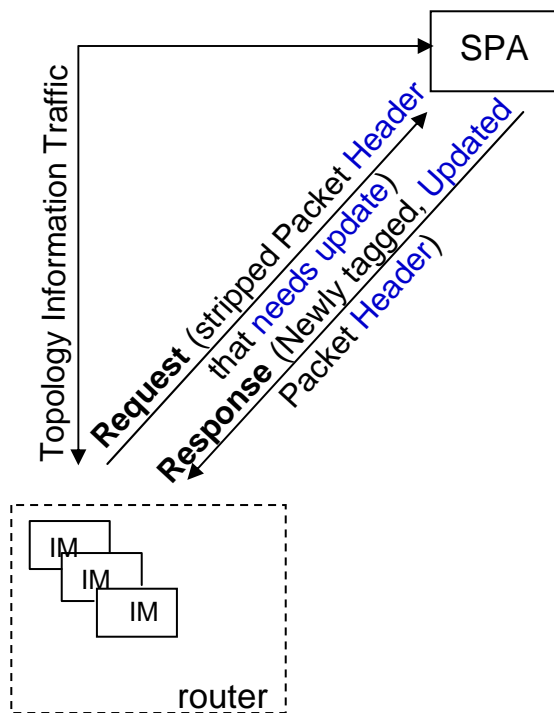 SPA
Topology Information Traffic
Request (stripped Packet Header
that needs update)
Response (Newly tagged, Updated
Packet Header)
IM
IM
IM
router